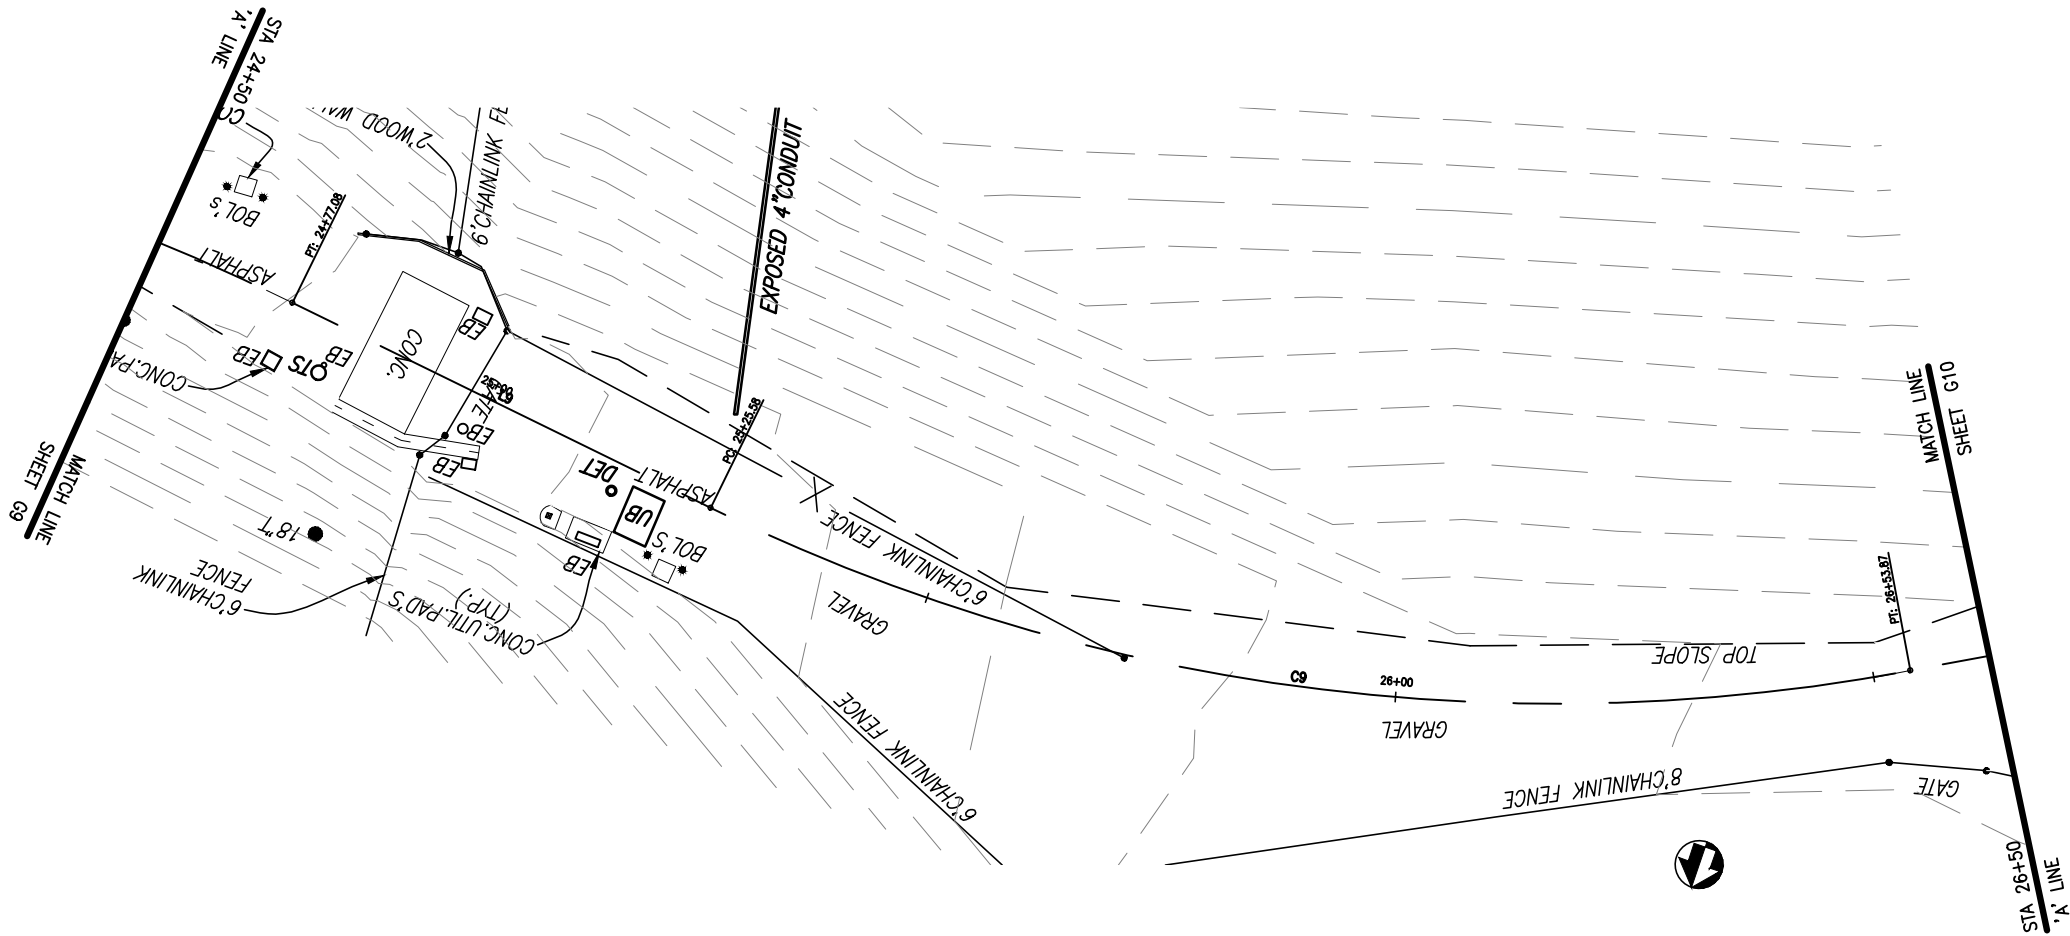 'A' LINE
STA 24+50
CO
2' WOOD
6'CHAINLINK
BOL's
PT: 24+77.08
ASPHALT
EXPOSED 4"CONDUIT
CONC.
EB
EB
EB
OTS
CONC.PA
25+00
EB
EB
PC: 25+25.58
DET
ASPHALT
UB
BOL'S
EB
MATCH LINE
SHEET G9
18"T
6'CHAINLINK
FENCE
CONC.UTIL.PAD'S
(TYP.)
6'CHAINLINK FENCE
GRAVEL
6'CHAINLINK FENCE
C9
26+00
GRAVEL
TOP SLOPE
PT: 26+53.87
8'CHAINLINK FENCE
GATE
MATCH LINE
SHEET G10
STA 26+50
'A' LINE